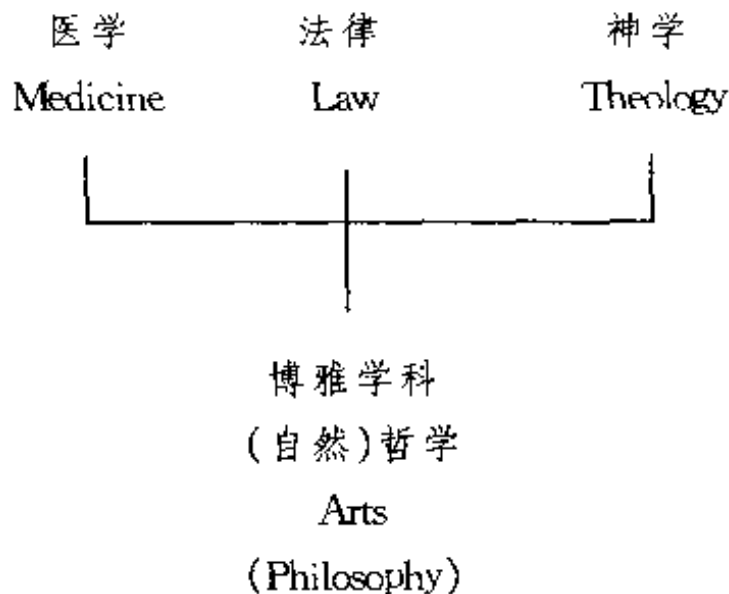 医学 法律 神学
Medicine Law Theology
博雅学科
(自然)哲学
Arts
(Philosophy)